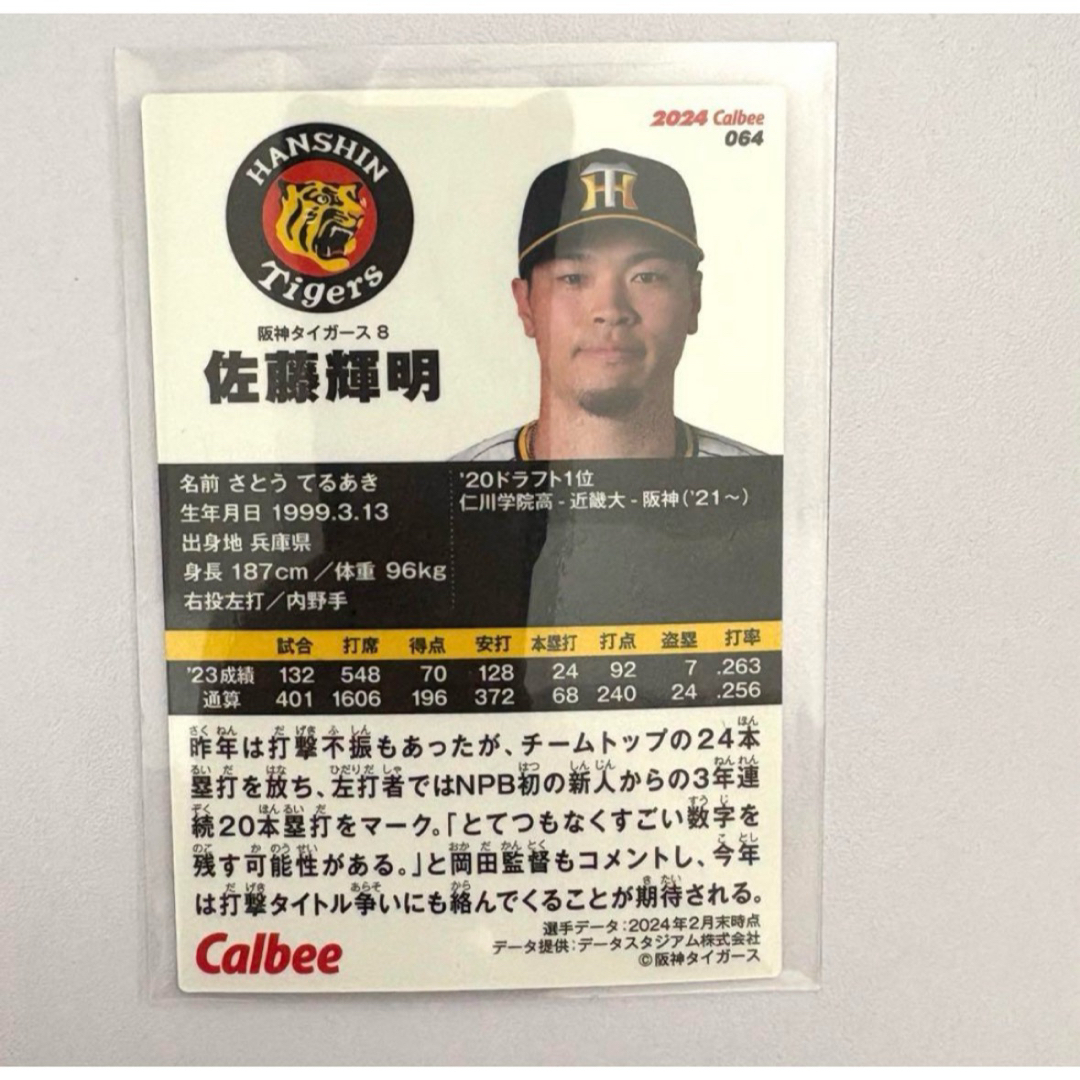 2024 Calbee
064
HANSHIN
Tigers
阪神タイガース 8
佐藤輝明
名前 さとう てるあき
生年月日 1999.3.13
出身地 兵庫県
身長 187cm／体重 96kg
右投左打／内野手
'20ドラフト1位
仁川学院高 - 近畿大 - 阪神('21～)
試合 打席 得点 安打 本塁打 打点 盗塁 打率
'23成績 132 548 70 128 24 92 7 .263
通算 401 1606 196 372 68 240 24 .256
昨年は打撃不振もあったが、チームトップの24本
塁打を放ち、左打者ではNPB初の新人からの3年連
続20本塁打をマーク。「とてつもなくすごい数字を
残す可能性がある。」と岡田監督もコメントし、今年
は打撃タイトル争いにも絡んでくることが期待される。
選手データ：2024年2月末時点
データ提供：データスタジアム株式会社
©阪神タイガース
Calbee